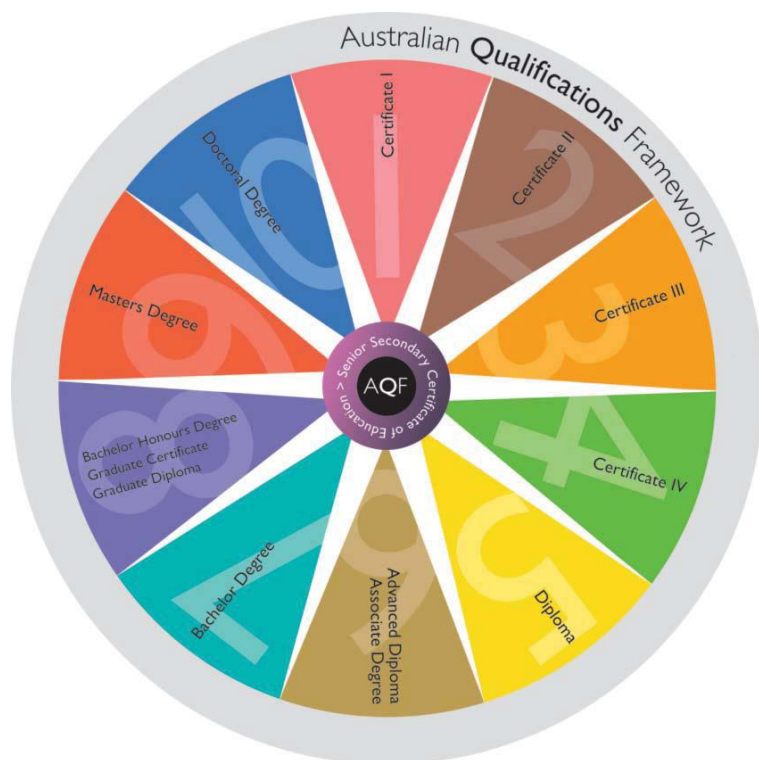 Australian Qualifications Framework
Certificate I
1
Certificate II
2
Certificate III
3
Certificate IV
4
Diploma
5
Advanced Diploma
Associate Degree
6
Bachelor Degree
7
Bachelor Honours Degree
Graduate Certificate
Graduate Diploma
8
Masters Degree
9
Doctoral Degree
10
Senior Secondary Certificate of Education >
AQF